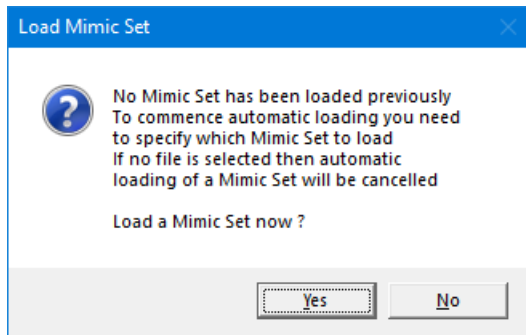 Load Mimic Set
No Mimic Set has been loaded previously
To commence automatic loading you need
to specify which Mimic Set to load
If no file is selected then automatic
loading of a Mimic Set will be cancelled
Load a Mimic Set now ?
Yes
No